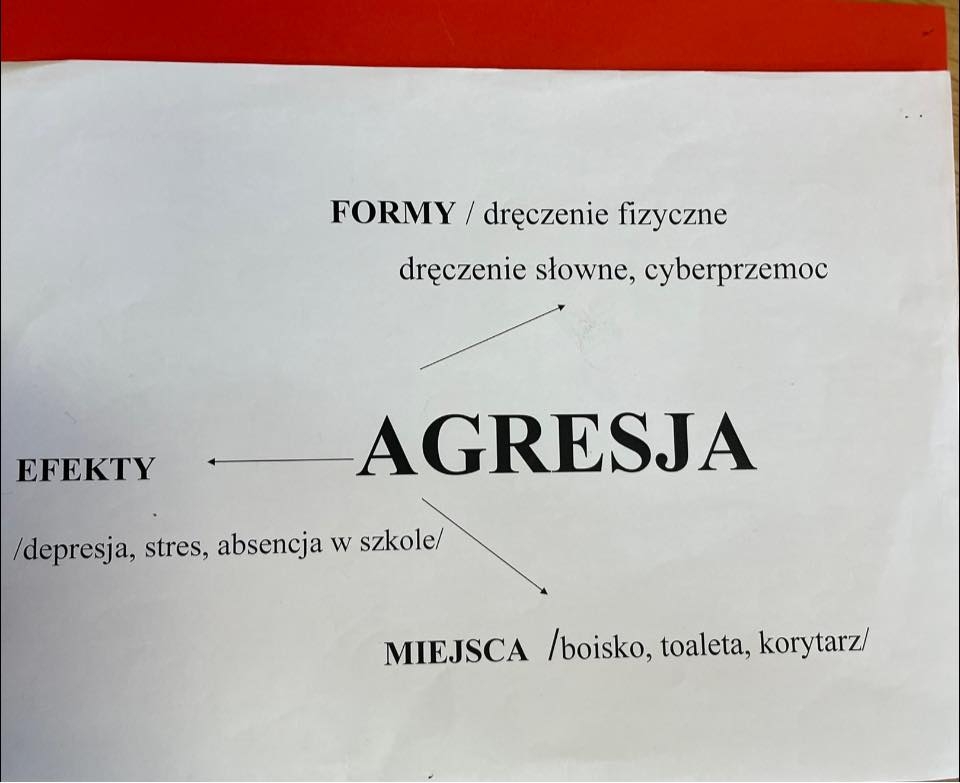 FORMY / dręczenie fizyczne
dręczenie słowne, cyberprzemoc
AGRESJA
EFEKTY
/depresja, stres, absencja w szkole/
MIEJSCA /boisko, toaleta, korytarz/